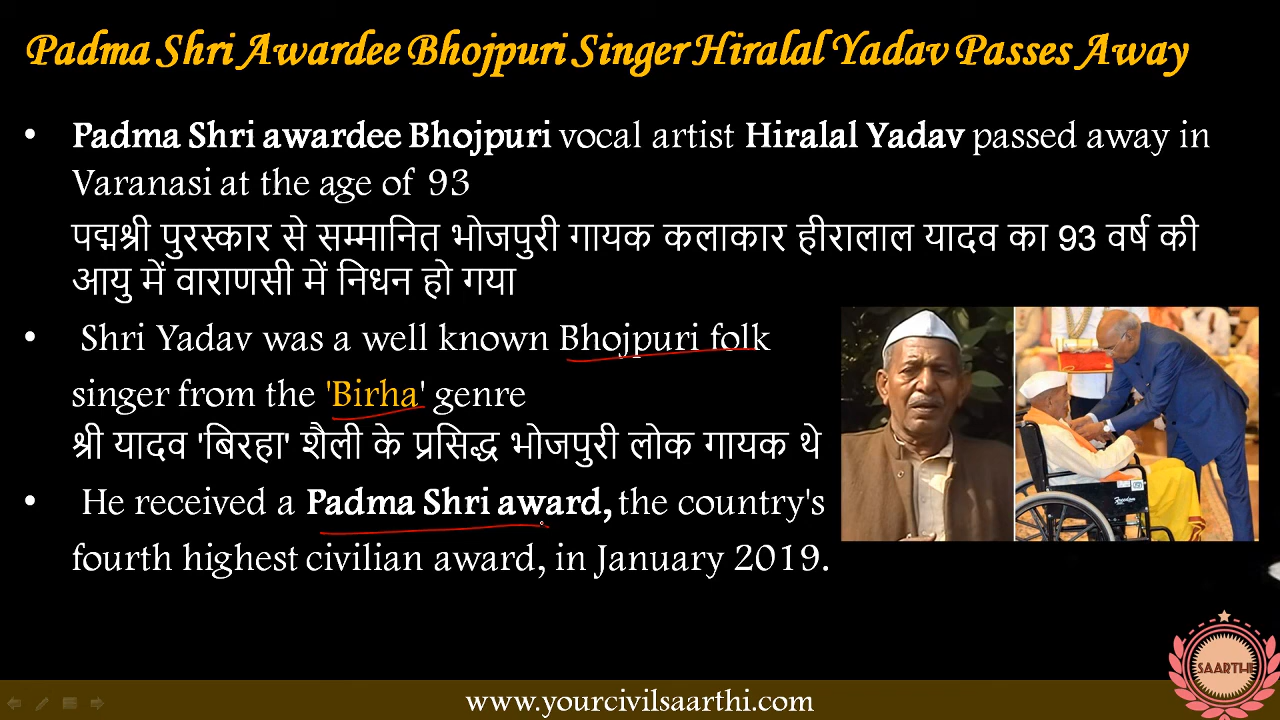 Padma Shri Awardee Bhojpuri Singer Hiralal Yadav Passes Away
• Padma Shri awardee Bhojpuri vocal artist Hiralal Yadav passed away in
Varanasi at the age of 93
पद्मश्री पुरस्कार से सम्मानित भोजपुरी गायक कलाकार हीरालाल यादव का 93 वर्ष की
आयु में वाराणसी में निधन हो गया
• Shri Yadav was a well known Bhojpuri folk
singer from the 'Birha' genre
श्री यादव 'बिरहा' शैली के प्रसिद्ध भोजपुरी लोक गायक थे
• He received a Padma Shri award, the country's
fourth highest civilian award, in January 2019.
SAARTHI
www.yourcivilsaarthi.com